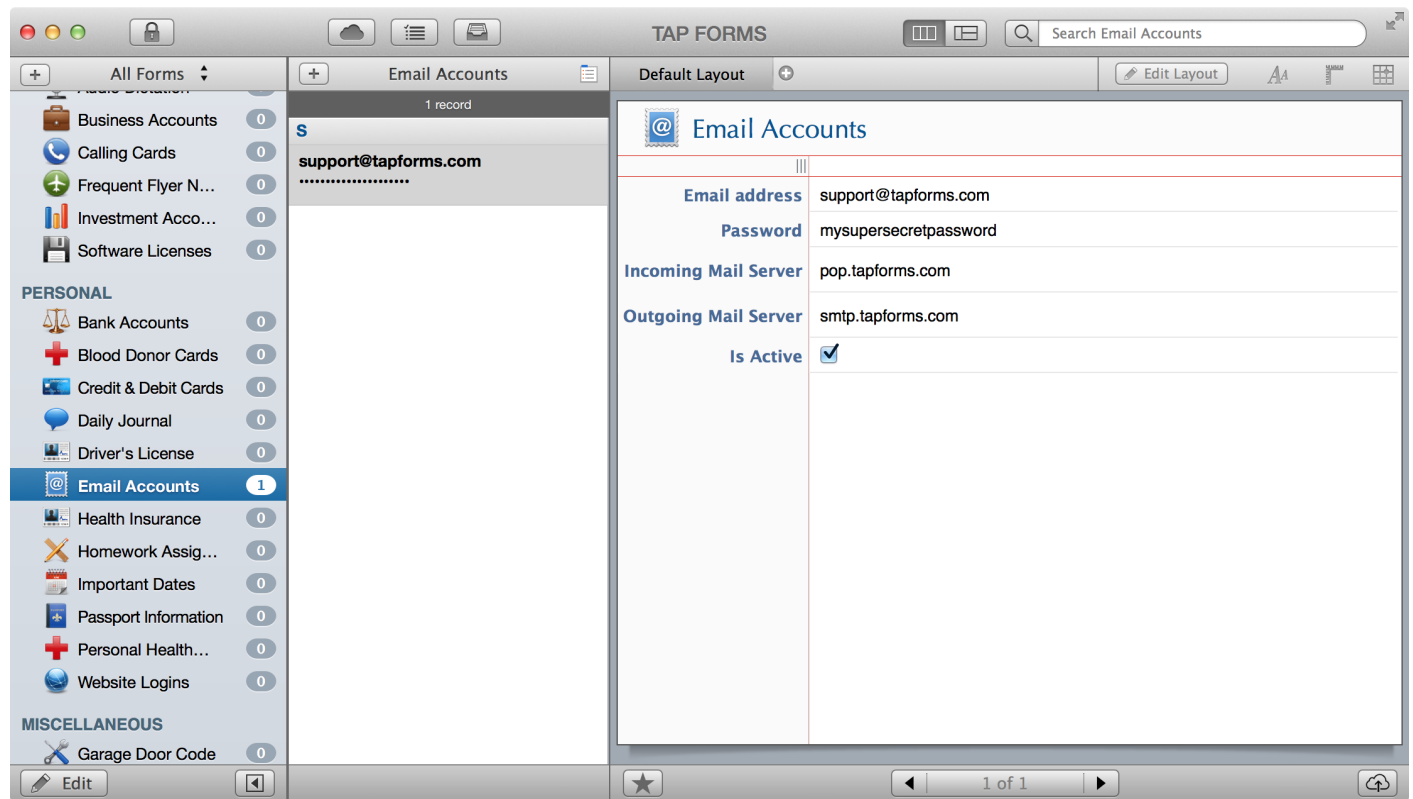 TAP FORMS
Search Email Accounts
All Forms
Email Accounts
Default Layout
Edit Layout
Audio Dictation
Business Accounts 0
Calling Cards 0
Frequent Flyer N... 0
Investment Acco... 0
Software Licenses 0
PERSONAL
Bank Accounts 0
Blood Donor Cards 0
Credit & Debit Cards 0
Daily Journal 0
Driver's License 0
Email Accounts 1
Health Insurance 0
Homework Assig... 0
Important Dates 0
Passport Information 0
Personal Health... 0
Website Logins 0
MISCELLANEOUS
Garage Door Code 0
Edit
1 record
S
support@tapforms.com
•••••••••••••••••••••
Email Accounts
Email address support@tapforms.com
Password mysupersecretpassword
Incoming Mail Server pop.tapforms.com
Outgoing Mail Server smtp.tapforms.com
Is Active
1 of 1